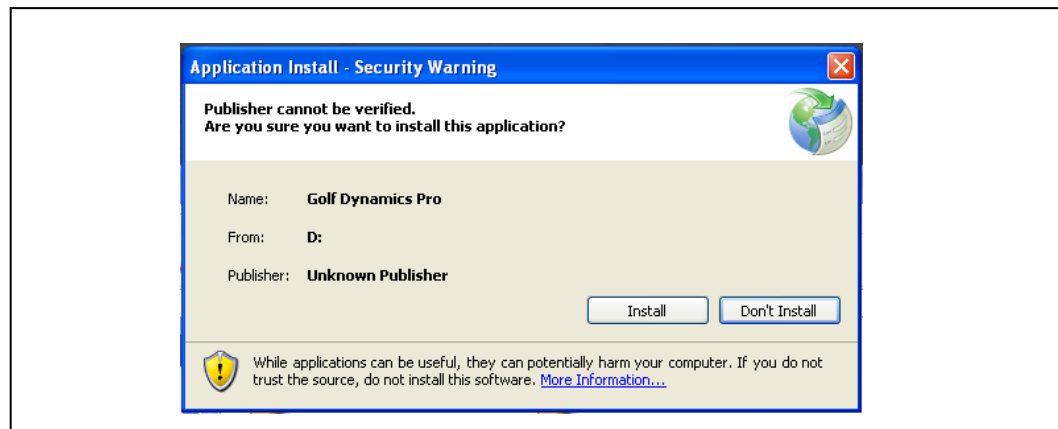 Application Install - Security Warning
Publisher cannot be verified.
Are you sure you want to install this application?
Name: Golf Dynamics Pro
From: D:
Publisher: Unknown Publisher
Install Don't Install
While applications can be useful, they can potentially harm your computer. If you do not
trust the source, do not install this software. More Information...